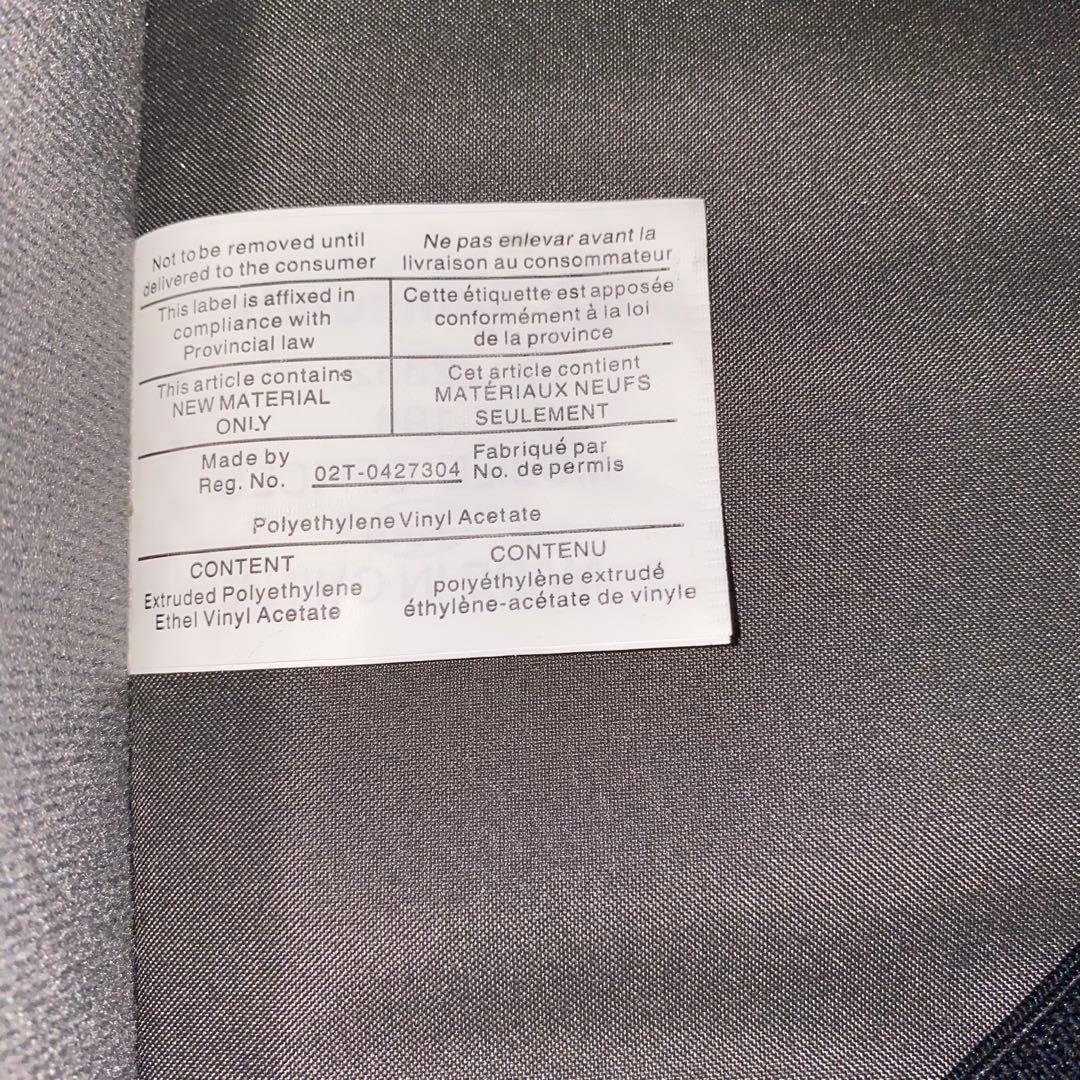 Not to be removed until
delivered to the consumer
Ne pas enlevar avant la
livraison au consommateur
This label is affixed in
compliance with
Provincial law
Cette étiquette est apposée
conformément à la loi
de la province
This article contains
NEW MATERIAL
ONLY
Cet article contient
MATÉRIAUX NEUFS
SEULEMENT
Made by
Reg. No.
02T-0427304
Fabriqué par
No. de permis
Polyethylene Vinyl Acetate
CONTENT
Extruded Polyethylene
Ethel Vinyl Acetate
CONTENU
polyéthylène extrudé
éthylène-acétate de vinyle